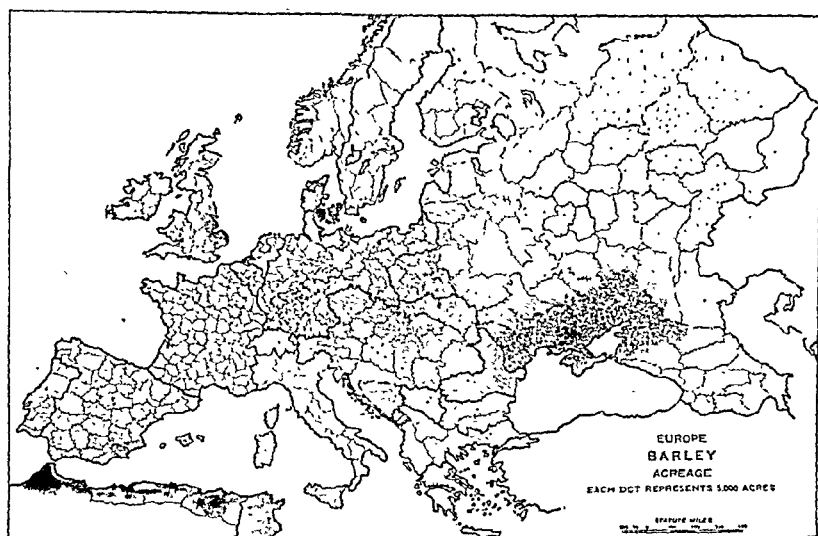 EUROPE
BARLEY
ACREAGE
EACH DOT REPRESENTS 5,000 ACRES
STATUTE MILES